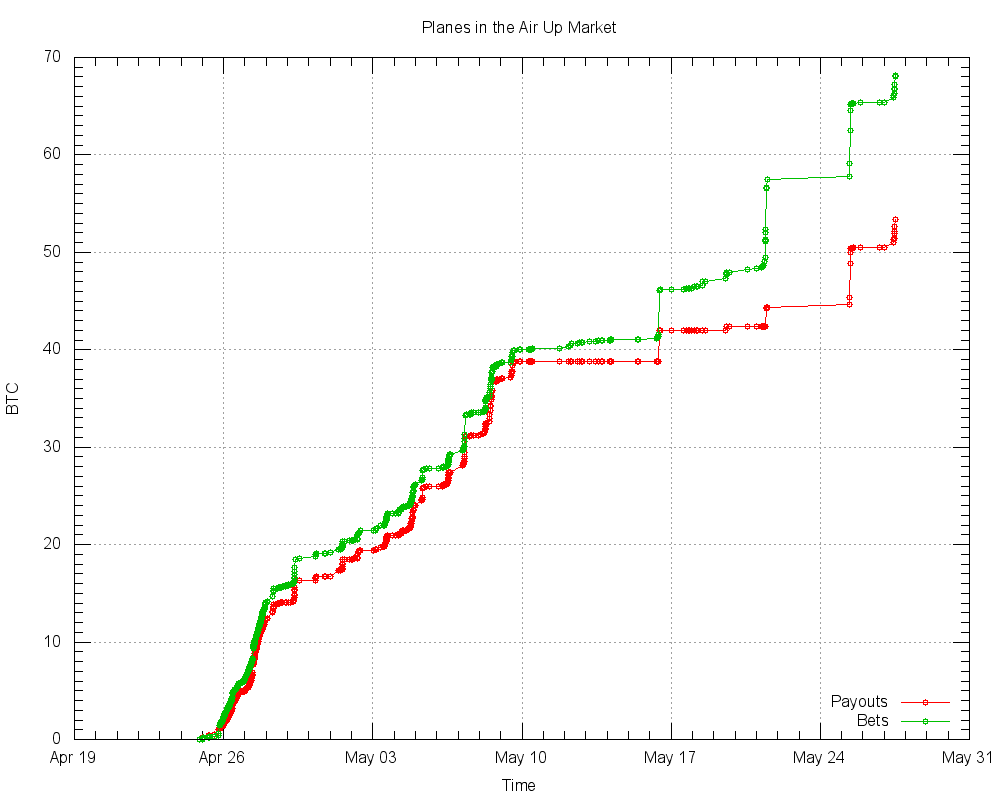 Planes in the Air Up Market
70
60
50
40
30
20
10
0
BTC
Payouts
Bets
Apr 19
Apr 26
May 03
May 10
May 17
May 24
May 31
Time